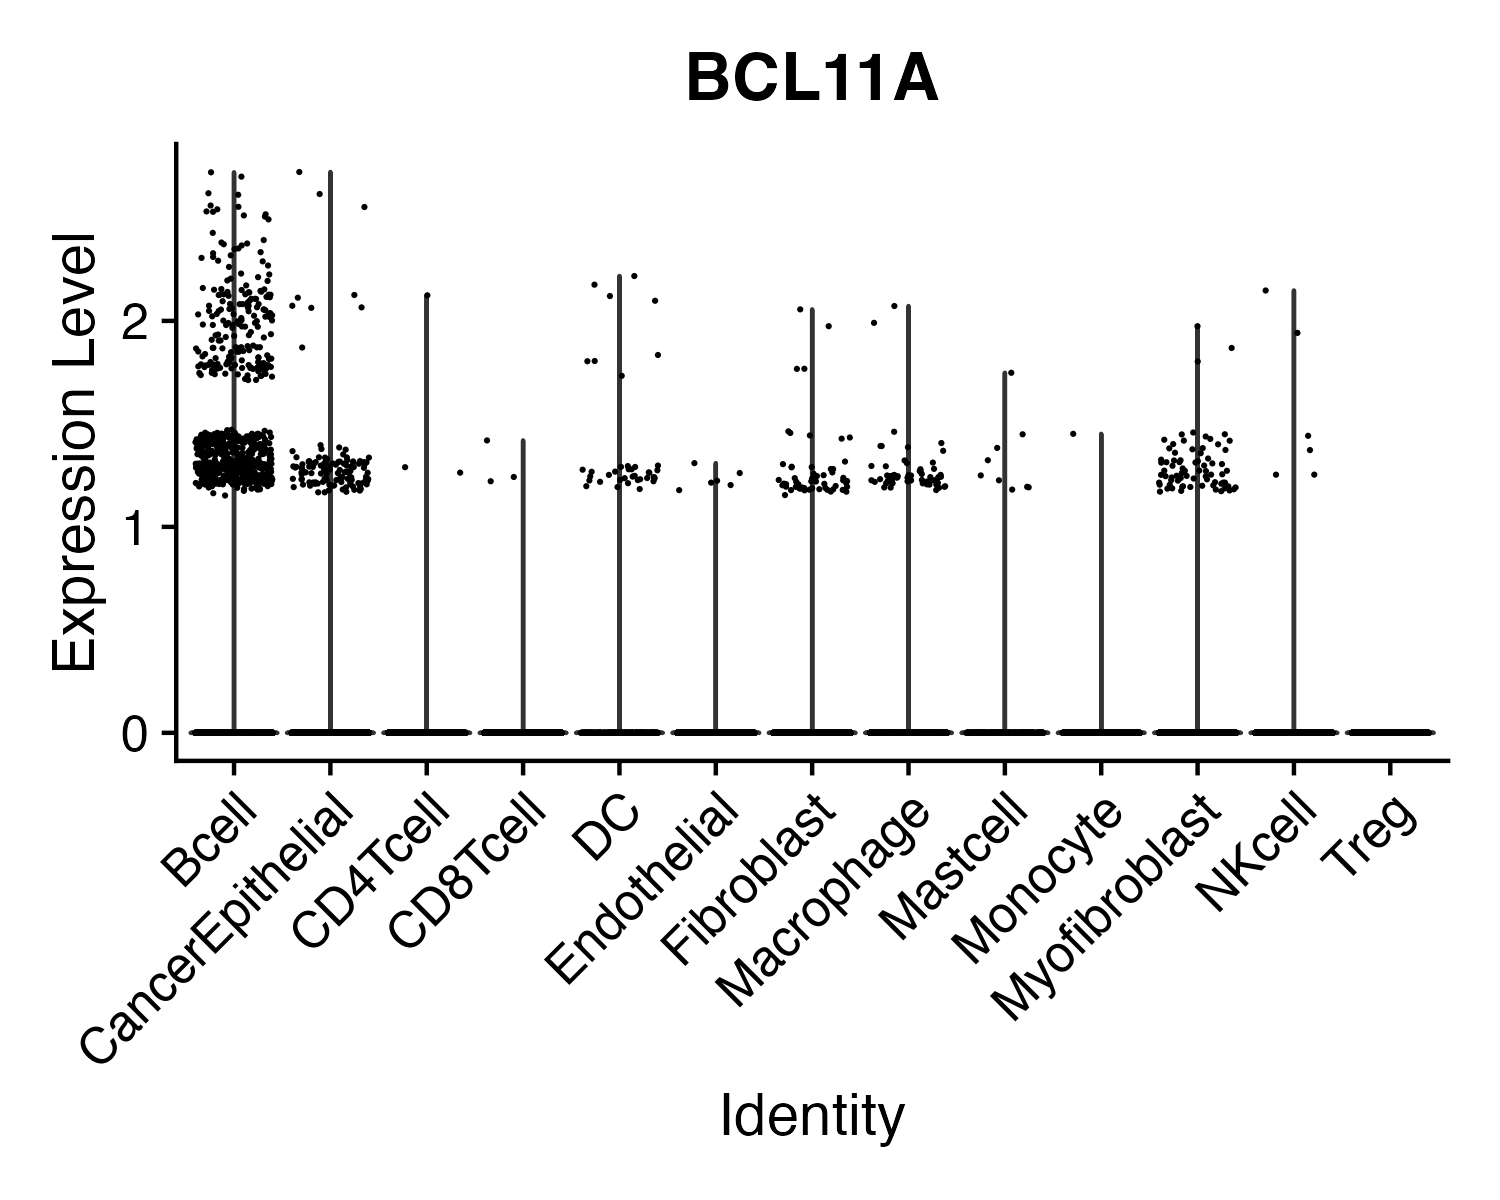 BCL11A
Expression Level
2
1
0
Bcell
CancerEpithelial
CD4Tcell
CD8Tcell
DC
Endothelial
Fibroblast
Macrophage
Mastcell
Monocyte
Myofibroblast
NKcell
Treg
Identity